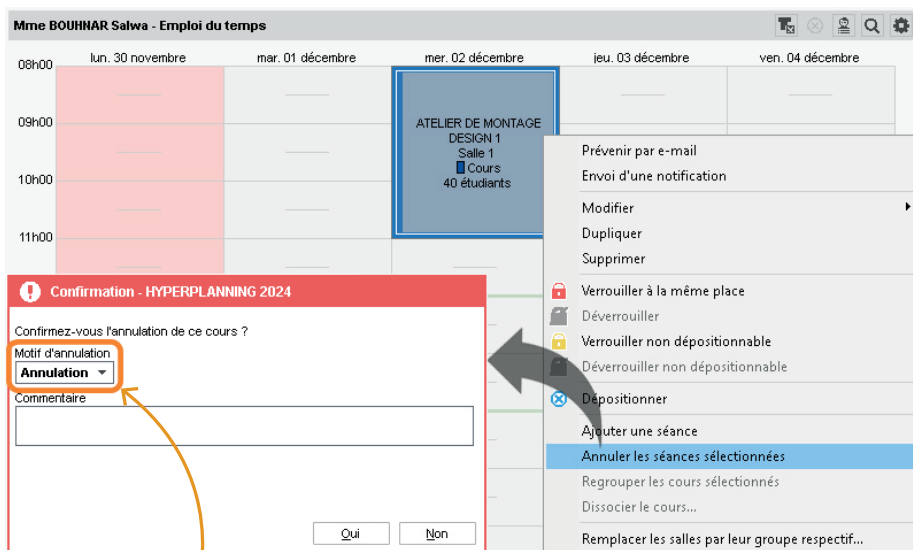 Mme BOUHNAR Salwa - Emploi du temps
lun. 30 novembre
mar. 01 décembre
mer. 02 décembre
jeu. 03 décembre
ven. 04 décembre
08h00
09h00
10h00
11h00
ATELIER DE MONTAGE
DESIGN 1
Salle 1
Cours
40 étudiants
Prévenir par e-mail
Envoi d'une notification
Modifier
Dupliquer
Supprimer
Verrouiller à la même place
Déverrouiller
Verrouiller non dépositionnable
Déverrouiller non dépositionnable
Dépositionner
Ajouter une séance
Annuler les séances sélectionnées
Regrouper les cours sélectionnés
Dissocier le cours...
Remplacer les salles par leur groupe respectif...
Confirmation - HYPERPLANNING 2024
Confirmez-vous l'annulation de ce cours ?
Motif d'annulation
Annulation
Commentaire
Oui
Non